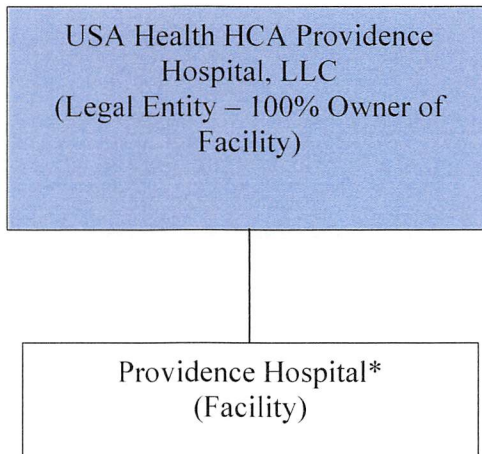 USA Health HCA Providence
Hospital, LLC
(Legal Entity – 100% Owner of
Facility)
Providence Hospital*
(Facility)